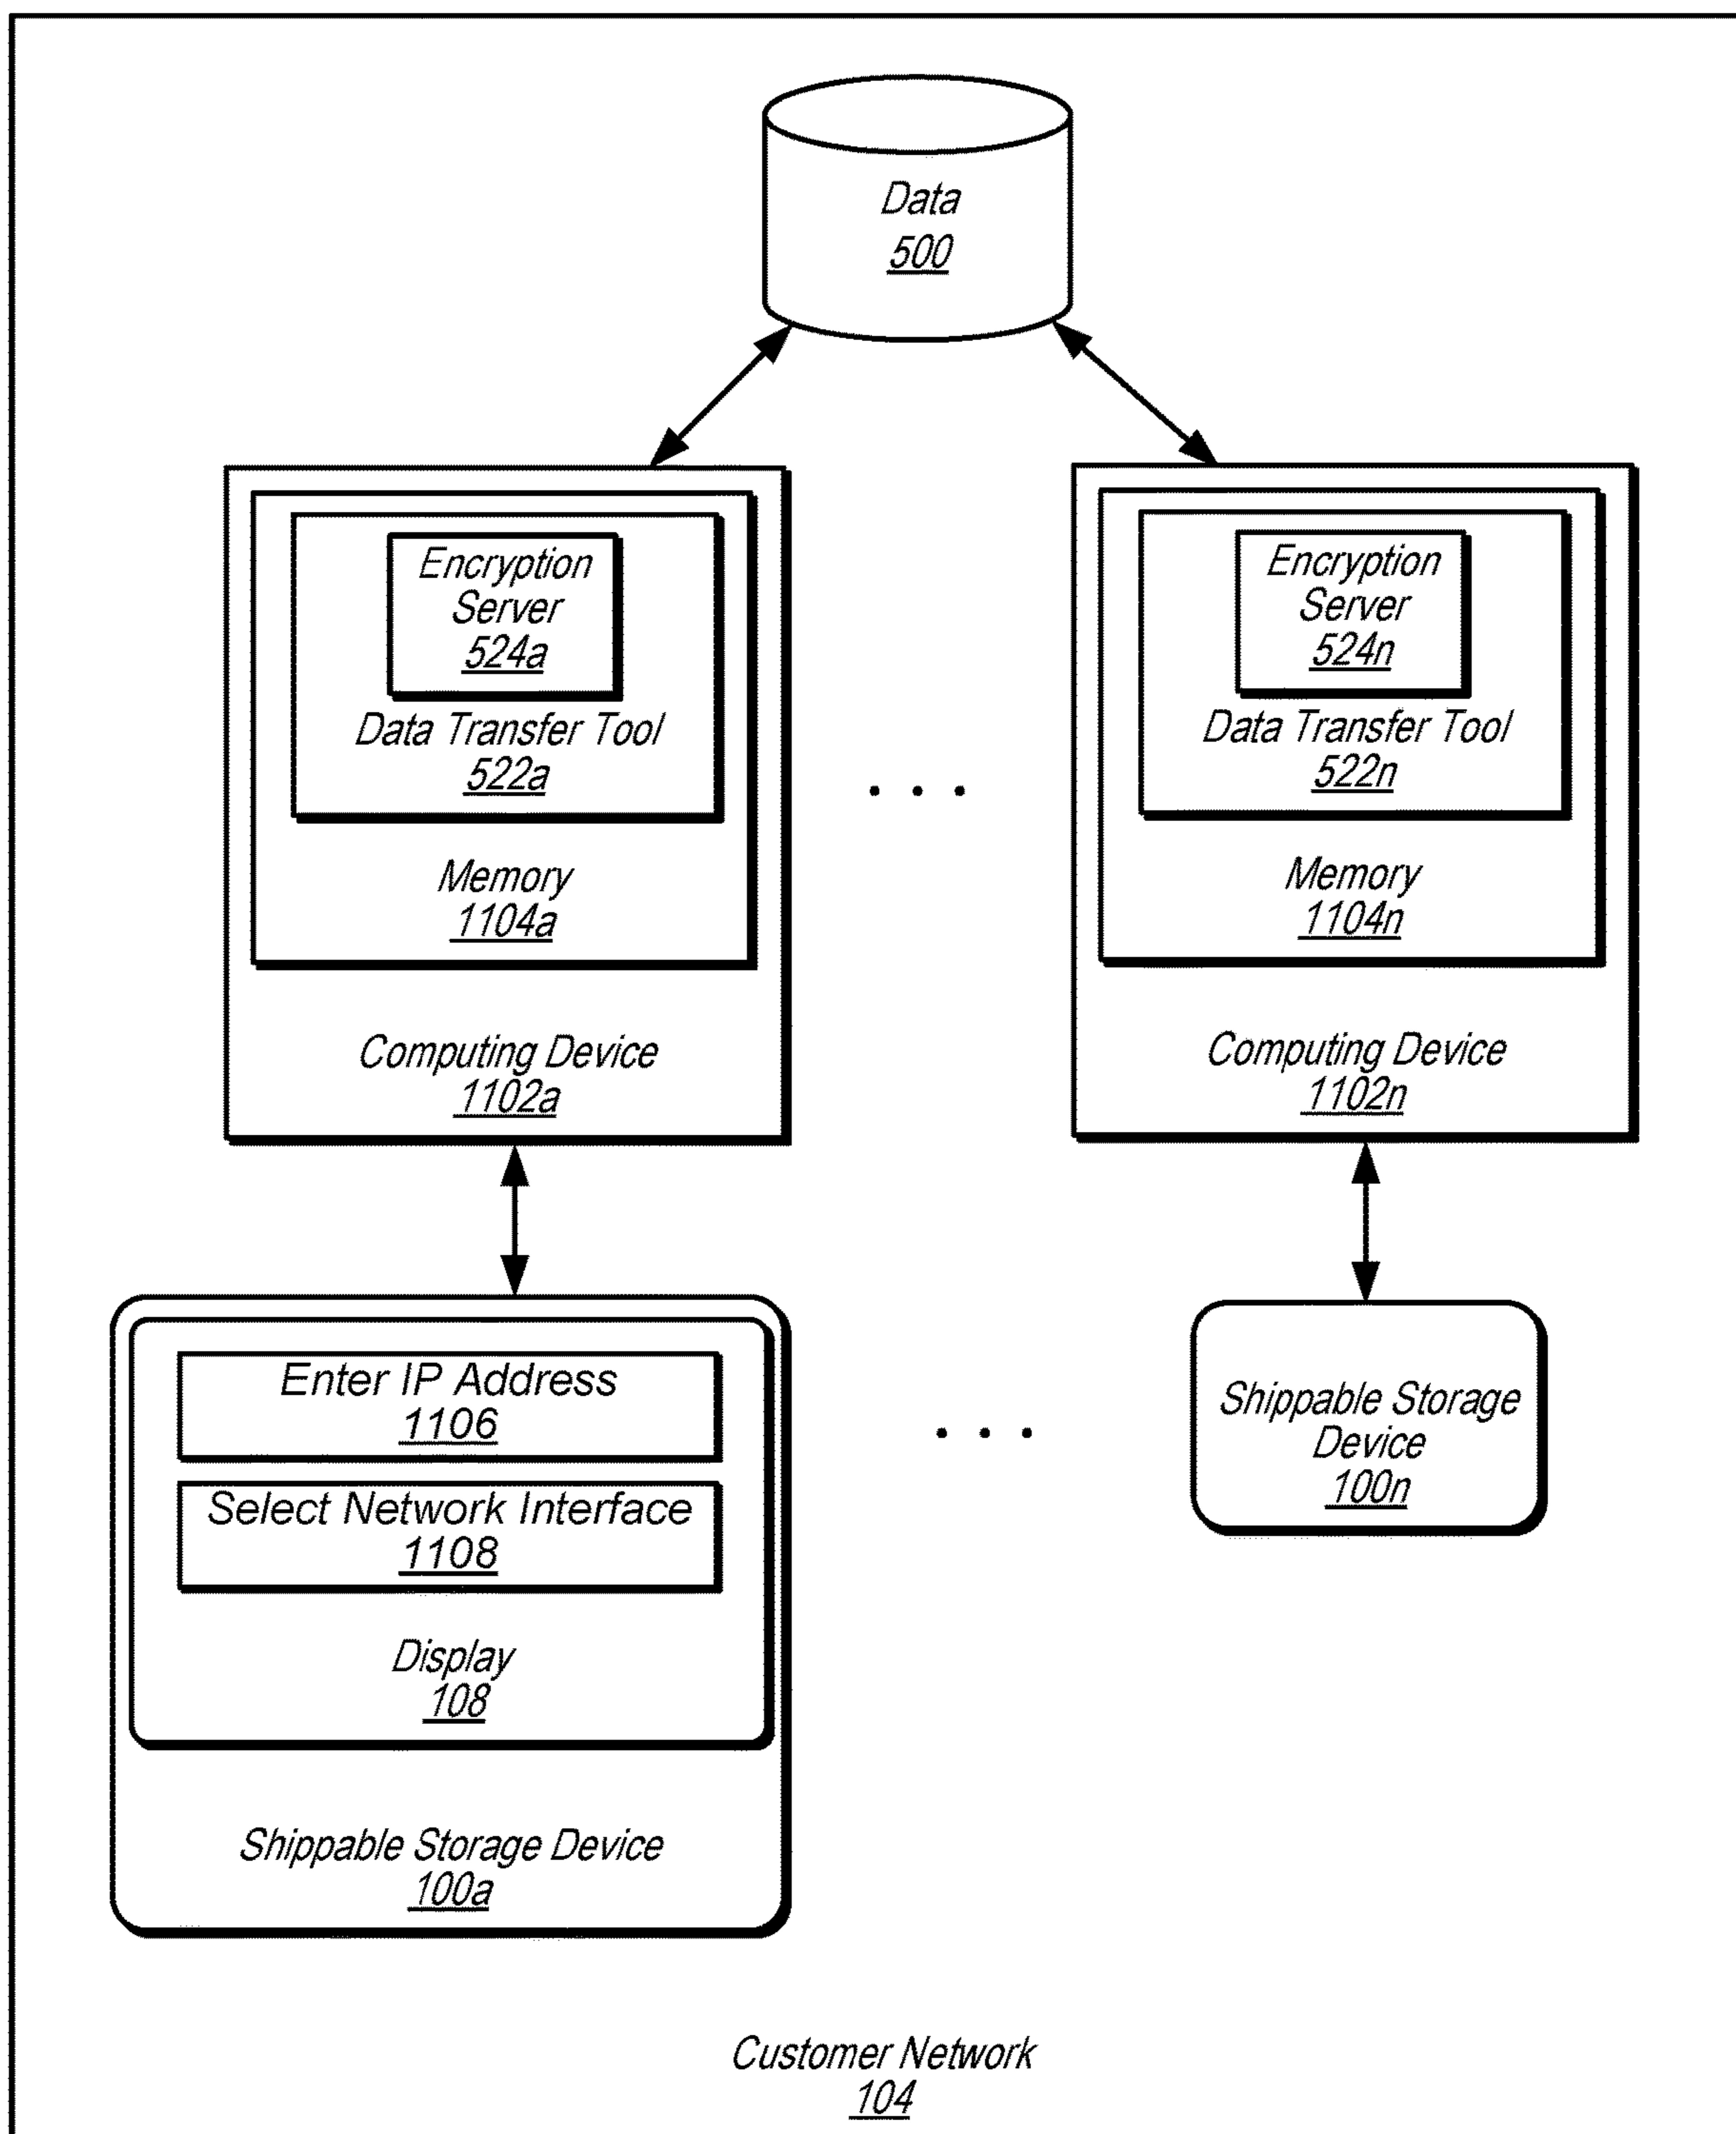 Data
500
Encryption
Server
524a
Data Transfer Tool
522a
Memory
1104a
Computing Device
1102a
. . .
Encryption
Server
524n
Data Transfer Tool
522n
Memory
1104n
Computing Device
1102n
Enter IP Address
1106
Select Network Interface
1108
Display
108
Shippable Storage Device
100a
. . .
Shippable Storage
Device
100n
Customer Network
104